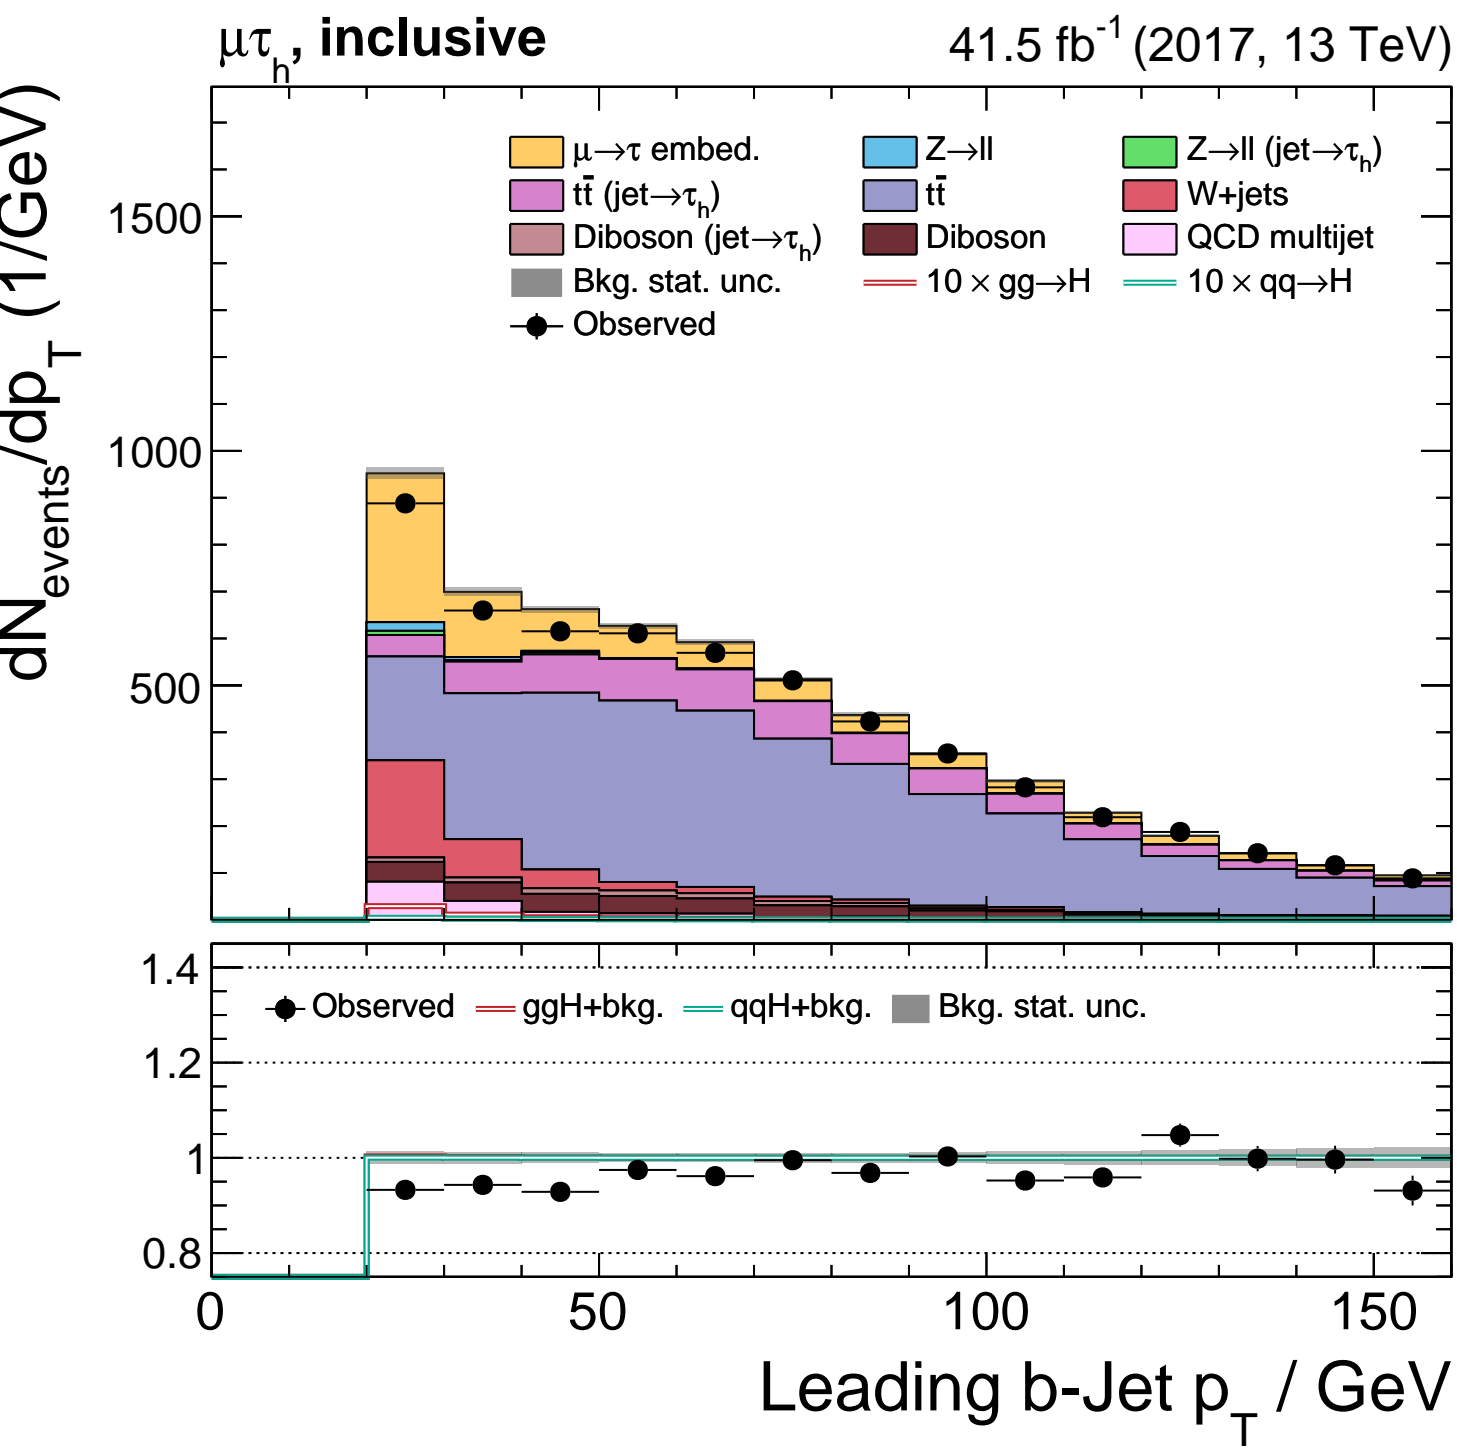 μτh, inclusive 41.5 fb-1 (2017, 13 TeV)
dNevents/dpT (1/GeV)
1500
1000
500
μ→τ embed. Z→ll Z→ll (jet→τh)
tt̄ (jet→τh) tt̄ W+jets
Diboson (jet→τh) Diboson QCD multijet
Bkg. stat. unc. 10 × gg→H 10 × qq→H
Observed
1.4
1.2
1
0.8
Observed ggH+bkg. qqH+bkg. Bkg. stat. unc.
0 50 100 150
Leading b-Jet pT / GeV